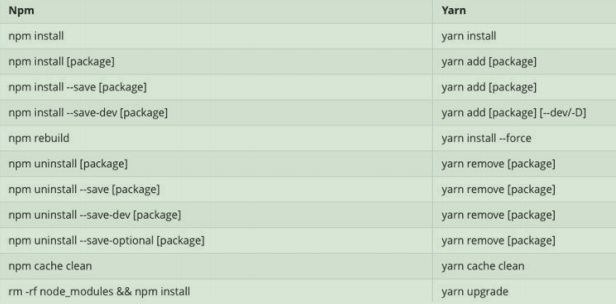 Npm Yarn
npm install yarn install
npm install [package] yarn add [package]
npm install --save [package] yarn add [package]
npm install --save-dev [package] yarn add [package] [--dev/-D]
npm rebuild yarn install --force
npm uninstall [package] yarn remove [package]
npm uninstall --save [package] yarn remove [package]
npm uninstall --save-dev [package] yarn remove [package]
npm uninstall --save-optional [package] yarn remove [package]
npm cache clean yarn cache clean
rm -rf node_modules && npm install yarn upgrade